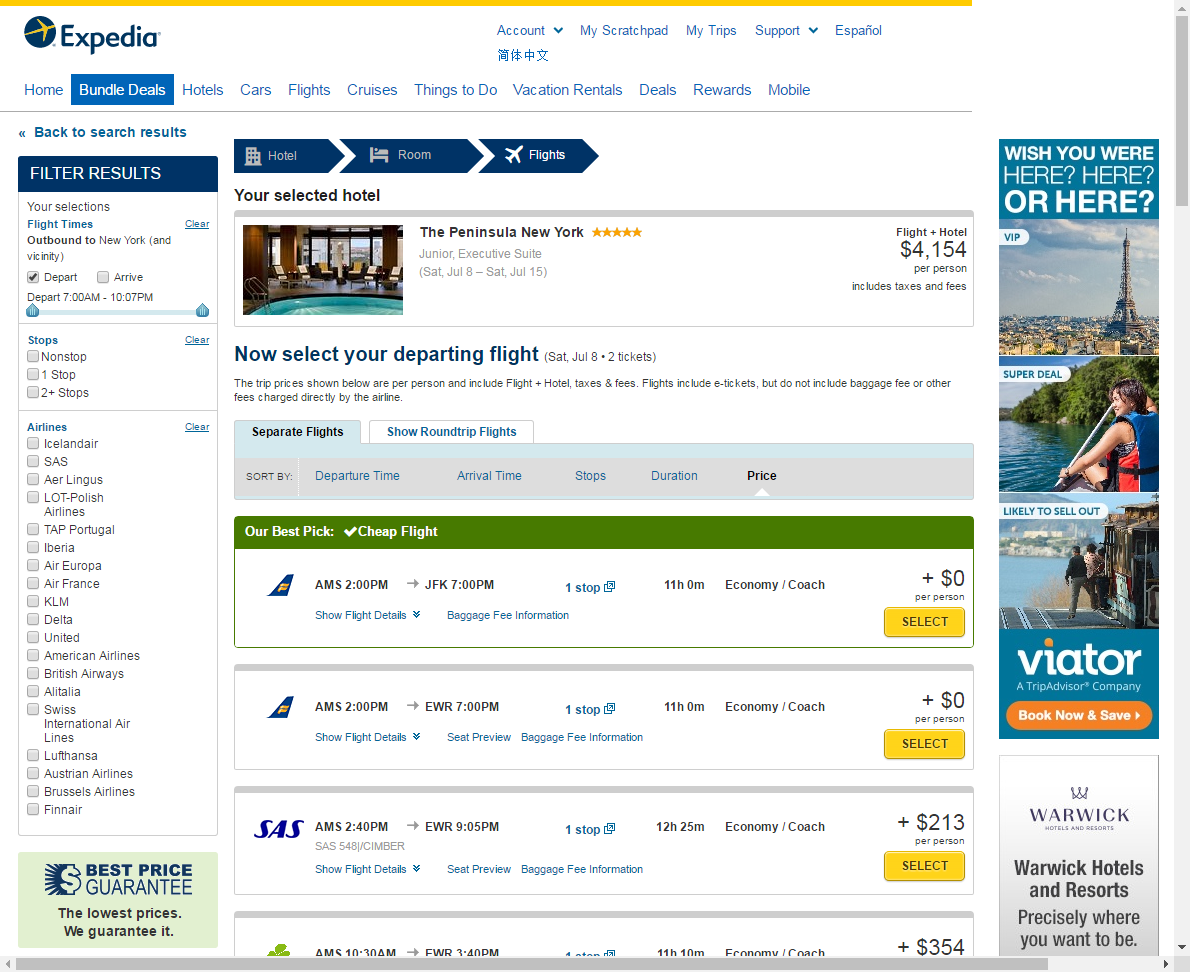 Expedia
Account My Scratchpad My Trips Support Español
简体中文
Home Bundle Deals Hotels Cars Flights Cruises Things to Do Vacation Rentals Deals Rewards Mobile
« Back to search results
FILTER RESULTS
Your selections
Flight Times Clear
Outbound to New York (and
vicinity)
Depart Arrive
Depart 7:00AM - 10:07PM
Stops Clear
Nonstop
1 Stop
2+ Stops
Airlines Clear
Icelandair
SAS
Aer Lingus
LOT-Polish
Airlines
TAP Portugal
Iberia
Air Europa
Air France
KLM
Delta
United
American Airlines
British Airways
Alitalia
Swiss
International Air
Lines
Lufthansa
Austrian Airlines
Brussels Airlines
Finnair
BEST PRICE
GUARANTEE
The lowest prices.
We guarantee it.
Hotel Room Flights
Your selected hotel
The Peninsula New York
Junior, Executive Suite
(Sat, Jul 8 – Sat, Jul 15)
Flight + Hotel
$4,154
per person
includes taxes and fees
Now select your departing flight (Sat, Jul 8 • 2 tickets)
The trip prices shown below are per person and include Flight + Hotel, taxes & fees. Flights include e-tickets, but do not include baggage fee or other
fees charged directly by the airline.
Separate Flights Show Roundtrip Flights
SORT BY: Departure Time Arrival Time Stops Duration Price
Our Best Pick: Cheap Flight
AMS 2:00PM JFK 7:00PM 1 stop 11h 0m Economy / Coach + $0
per person
Show Flight Details Baggage Fee Information
SELECT
AMS 2:00PM EWR 7:00PM 1 stop 11h 0m Economy / Coach + $0
per person
Show Flight Details Seat Preview Baggage Fee Information
SELECT
SAS AMS 2:40PM EWR 9:05PM 1 stop 12h 25m Economy / Coach + $213
per person
SAS 548|/CIMBER
Show Flight Details Seat Preview Baggage Fee Information
SELECT
AMS 10:30AM EWR 3:40PM 1 stop 11h 10m Economy / Coach + $354
WISH YOU WERE
HERE? HERE?
OR HERE?
VIP
SUPER DEAL
LIKELY TO SELL OUT
viator
A TripAdvisor® Company
Book Now & Save
WARWICK
HOTELS AND RESORTS
Warwick Hotels
and Resorts
Precisely where
you want to be.